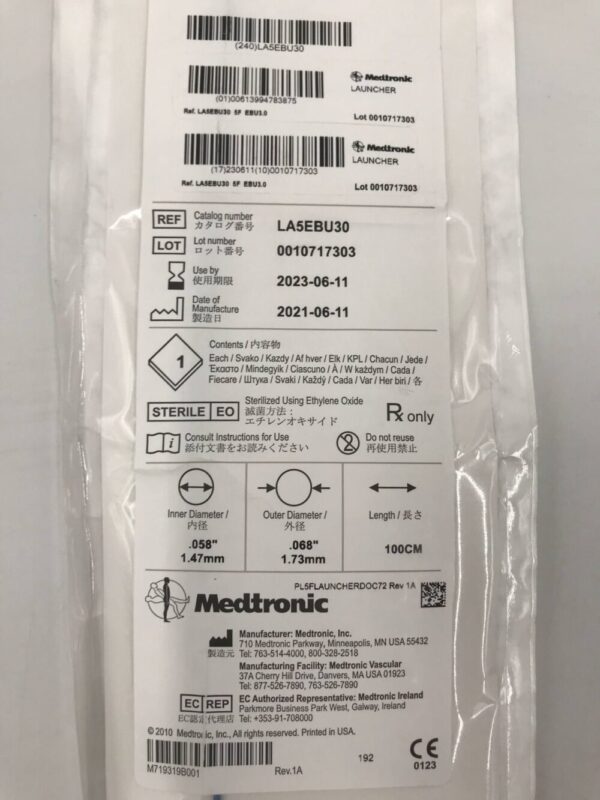 (240)LA5EBU30
(01)00613994783875
Ref. LA5EBU30 5F EBU3.0
Medtronic
LAUNCHER
Lot 0010717303
(17)230611(10)0010717303
Ref. LA5EBU30 5F EBU3.0
Medtronic
LAUNCHER
Lot 0010717303
REF Catalog number LA5EBU30
カタログ番号
LOT Lot number 0010717303
ロット番号
Use by 2023-06-11
使用期限
Date of Manufacture 2021-06-11
製造日
1
Contents / 内容物
Each / Svako / Kazdy / Af hver / Elk / KPL / Chacun / Jede /
Έκαστο / Mindegyik / Ciascuno / À / W każdym / Cada /
Fiecare / Штука / Svaki / Každý / Cada / Var / Her biri / 各
STERILE EO
Sterilized Using Ethylene Oxide
滅菌方法：
エチレンオキサイド
Rx only
Consult Instructions for Use
添付文書をお読みください
2
Do not reuse
再使用禁止
Inner Diameter /
内径
.058"
1.47mm
Outer Diameter /
外径
.068"
1.73mm
Length / 長さ
100CM
PL5FLAUNCHERDOC72 Rev 1A
Medtronic
製造元
Manufacturer: Medtronic, Inc.
710 Medtronic Parkway, Minneapolis, MN USA 55432
Tel: 763-514-4000, 800-328-2518
Manufacturing Facility: Medtronic Vascular
37A Cherry Hill Drive, Danvers, MA USA 01923
Tel: 877-526-7890, 763-526-7890
EC REP
EC認定代理店
EC Authorized Representative: Medtronic Ireland
Parkmore Business Park West, Galway, Ireland
Tel: +353-91-708000
© 2010 Medtronic, Inc., All rights reserved. Printed in USA.
M719319B001
Rev.1A
192
CE
0123